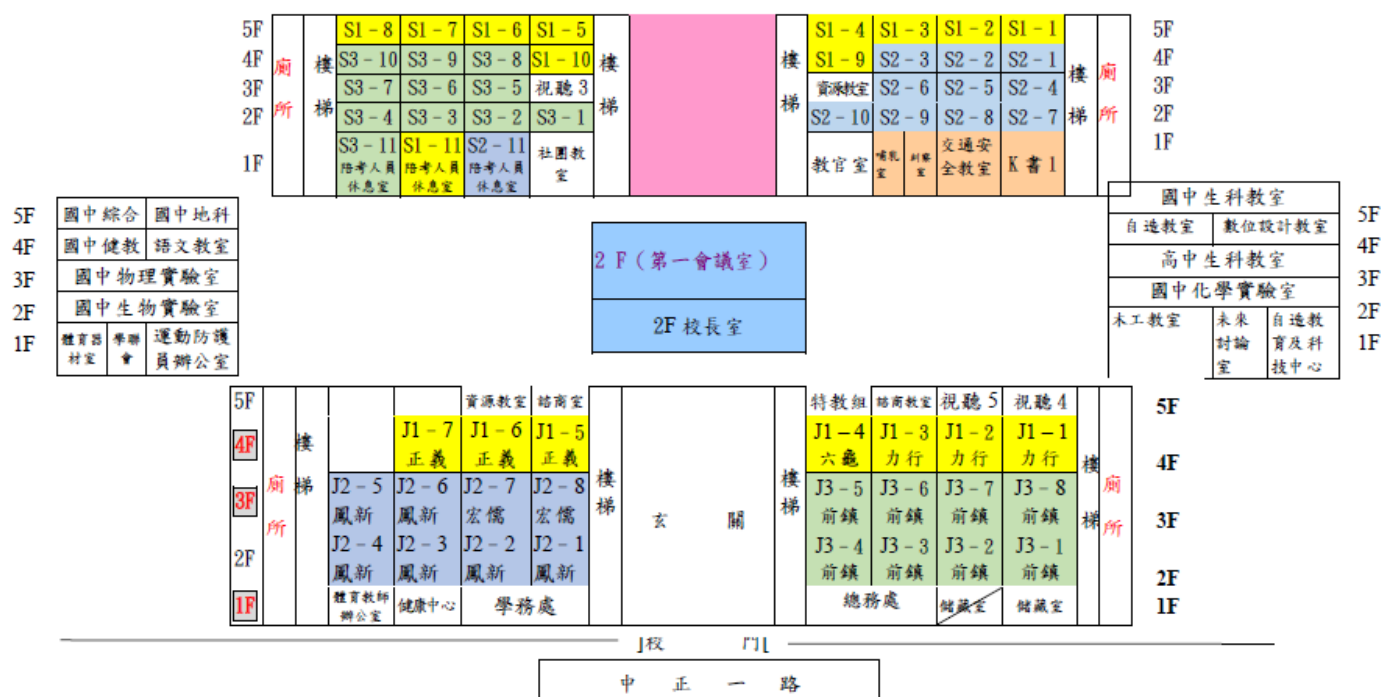 5F S1-8 S1-7 S1-6 S1-5 S1-4 S1-3 S1-2 S1-1 5F
4F S3-10 S3-9 S3-8 S1-10 S1-9 S2-3 S2-2 S2-1 4F
廁所 樓梯 樓梯 樓梯 樓梯 廁所
3F S3-7 S3-6 S3-5 視聽3 資源教室 S2-6 S2-5 S2-4 3F
2F S3-4 S3-3 S3-2 S3-1 S2-10 S2-9 S2-8 S2-7 2F
1F S3-11 陪考人員休息室 S1-11 陪考人員休息室 S2-11 陪考人員休息室 社團教室 教官室 哺乳室 糾察室 交通安全教室 K書1 1F
5F 國中綜合 國中地科
4F 國中健教 語文教室
3F 國中物理實驗室
2F 國中生物實驗室
1F 體育器材室 學聯會 運動防護員辦公室
2F(第一會議室)
2F校長室
國中生科教室 5F
自造教室 數位設計教室 4F
高中生科教室 3F
國中化學實驗室 2F
木工教室 未來討論室 自造教育及科技中心 1F
5F 資源教室 諮商室 特教組 諮商教室 視聽5 視聽4 5F
4F J1-7 J1-6 J1-5 J1-4 J1-3 J1-2 J1-1 4F
正義 正義 正義 六龜 力行 力行 力行
廁所 樓梯 樓梯 玄關 樓梯 樓梯 廁所
3F J2-5 J2-6 J2-7 J2-8 J3-5 J3-6 J3-7 J3-8 3F
鳳新 鳳新 宏儒 宏儒 前鎮 前鎮 前鎮 前鎮
2F J2-4 J2-3 J2-2 J2-1 J3-4 J3-3 J3-2 J3-1 2F
鳳新 鳳新 鳳新 鳳新 前鎮 前鎮 前鎮 前鎮
1F 體育教師辦公室 健康中心 學務處 總務處 儲藏室 儲藏室 1F
校門
中正一路